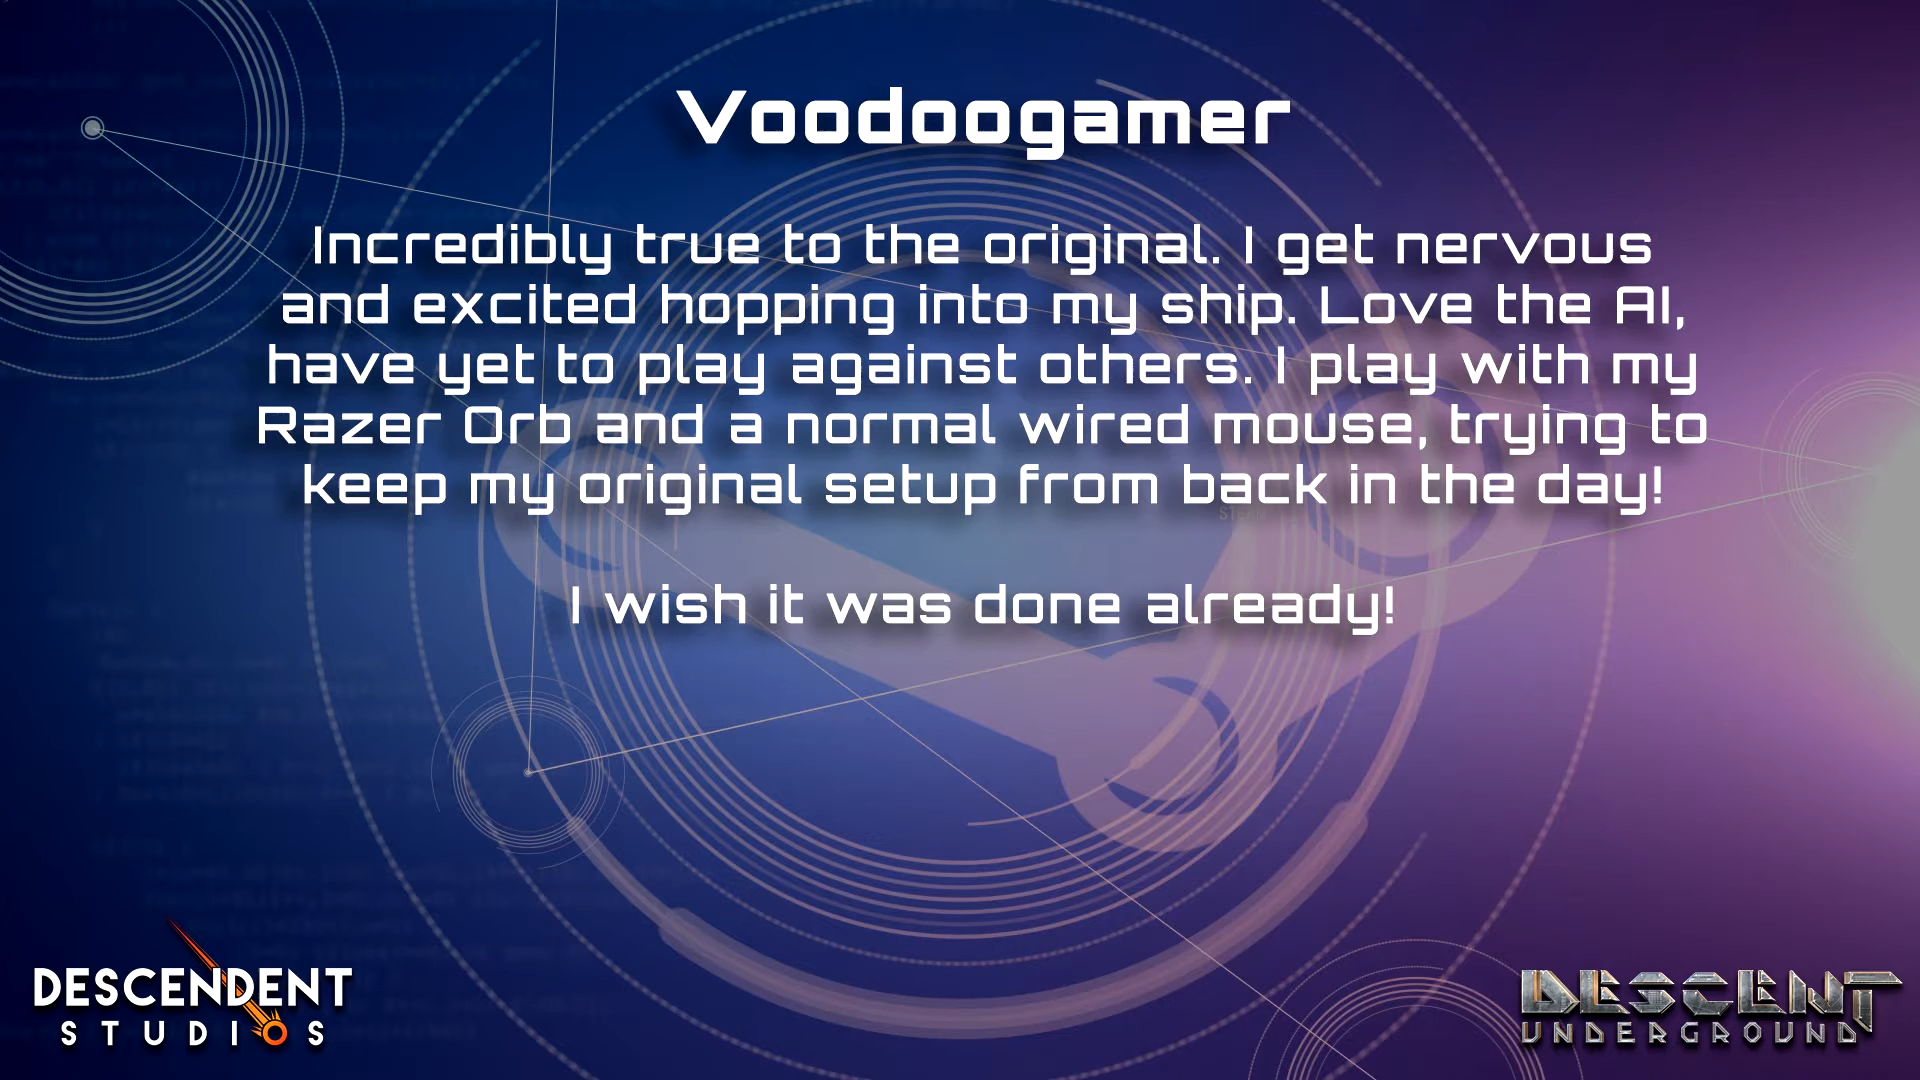 Voodoogamer
Incredibly true to the original. I get nervous
and excited hopping into my ship. Love the AI,
have yet to play against others. I play with my
Razer Orb and a normal wired mouse, trying to
keep my original setup from back in the day!
STEAM
I wish it was done already!
DESCENDENT
STUDIOS
DESCENT
UNDERGROUND